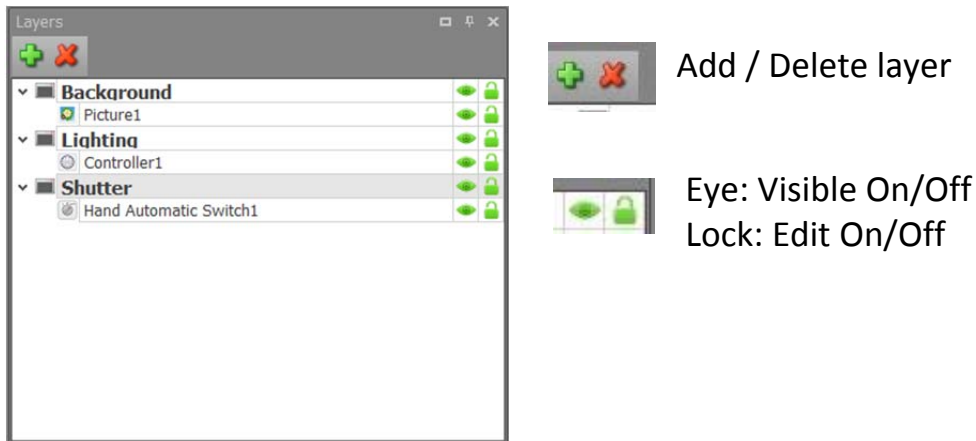 Layers
Background
Picture1
Lighting
Controller1
Shutter
Hand Automatic Switch1
Add / Delete layer
Eye: Visible On/Off
Lock: Edit On/Off